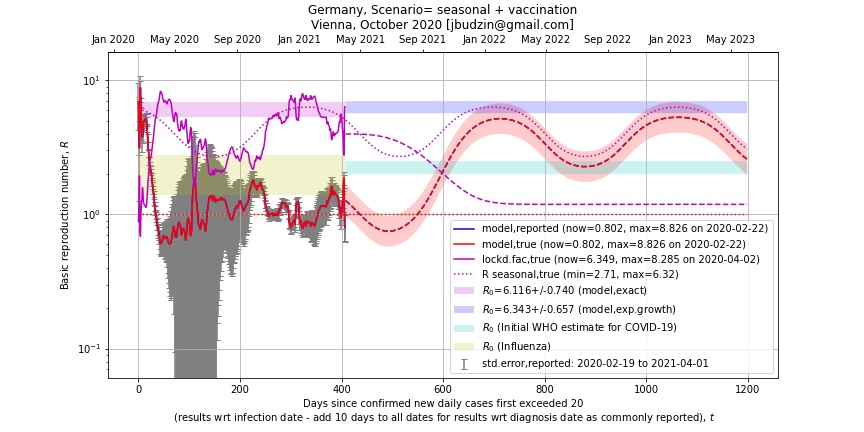 Germany, Scenario= seasonal + vaccination
Vienna, October 2020 [jbudzin@gmail.com]
Jan 2020 May 2020 Sep 2020 Jan 2021 May 2021 Sep 2021 Jan 2022 May 2022 Sep 2022 Jan 2023 May 2023
Basic reproduction number, R
10¹
10⁰
10⁻¹
model,reported (now=0.802, max=8.826 on 2020-02-22)
model,true (now=0.802, max=8.826 on 2020-02-22)
lockd.fac,true (now=6.349, max=8.285 on 2020-04-02)
R seasonal,true (min=2.71, max=6.32)
R₀=6.116+/-0.740 (model,exact)
R₀=6.343+/-0.657 (model,exp.growth)
R₀ (Initial WHO estimate for COVID-19)
R₀ (Influenza)
std.error,reported: 2020-02-19 to 2021-04-01
0 200 400 600 800 1000 1200
Days since confirmed new daily cases first exceeded 20
(results wrt infection date - add 10 days to all dates for results wrt diagnosis date as commonly reported), t